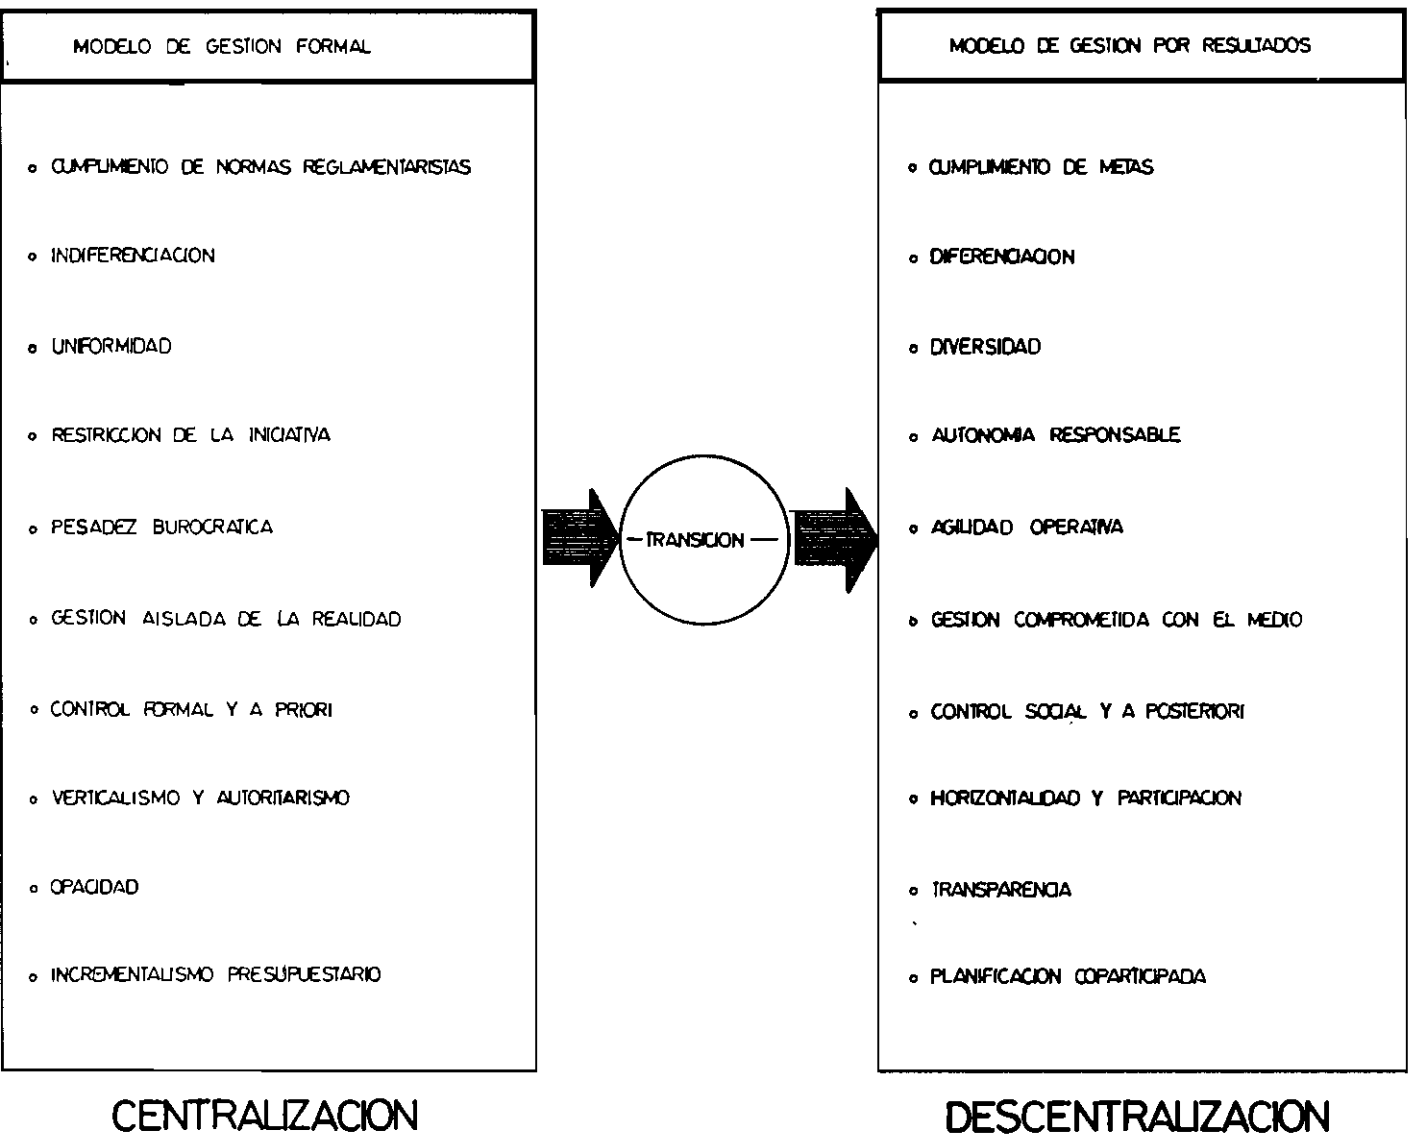 MODELO DE GESTION FORMAL
o CUMPLIMIENTO DE NORMAS REGLAMENTARISTAS
o INDIFERENCIACION
o UNIFORMIDAD
o RESTRICCION DE LA INICIATIVA
o PESADEZ BUROCRATICA
o GESTION AISLADA DE LA REALIDAD
o CONTROL FORMAL Y A PRIORI
o VERTICALISMO Y AUTORITARISMO
o OPACIDAD
o INCREMENTALISMO PRESUPUESTARIO
CENTRALIZACION
— TRANSICION —
MODELO DE GESTION POR RESULTADOS
o CUMPLIMIENTO DE METAS
o DIFERENCIACION
o DIVERSIDAD
o AUTONOMIA RESPONSABLE
o AGILIDAD OPERATIVA
o GESTION COMPROMETIDA CON EL MEDIO
o CONTROL SOCIAL Y A POSTERIORI
o HORIZONTALIDAD Y PARTICIPACION
o TRANSPARENCIA
o PLANIFICACION COPARTICIPADA
DESCENTRALIZACION